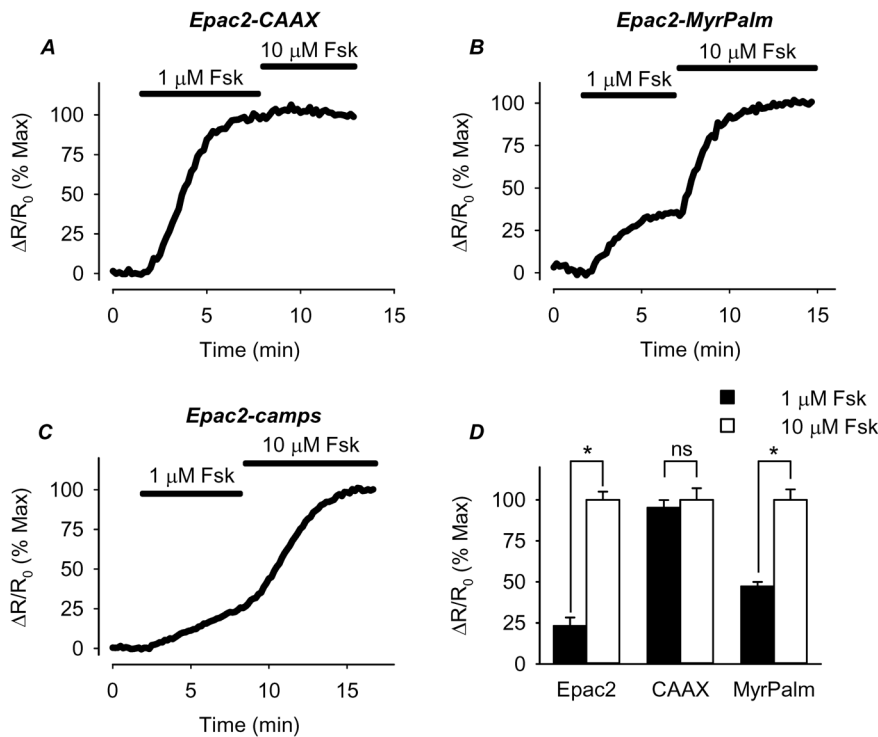 Epac2-CAAX
A
10 μM Fsk
1 μM Fsk
100
75
50
25
0
ΔR/R0 (% Max)
0 5 10 15
Time (min)
Epac2-MyrPalm
B
10 μM Fsk
1 μM Fsk
100
75
50
25
0
ΔR/R0 (% Max)
0 5 10 15
Time (min)
Epac2-camps
C
10 μM Fsk
1 μM Fsk
100
75
50
25
0
ΔR/R0 (% Max)
0 5 10 15
Time (min)
D
1 μM Fsk
10 μM Fsk
* ns *
100
75
50
25
0
ΔR/R0 (% Max)
Epac2 CAAX MyrPalm